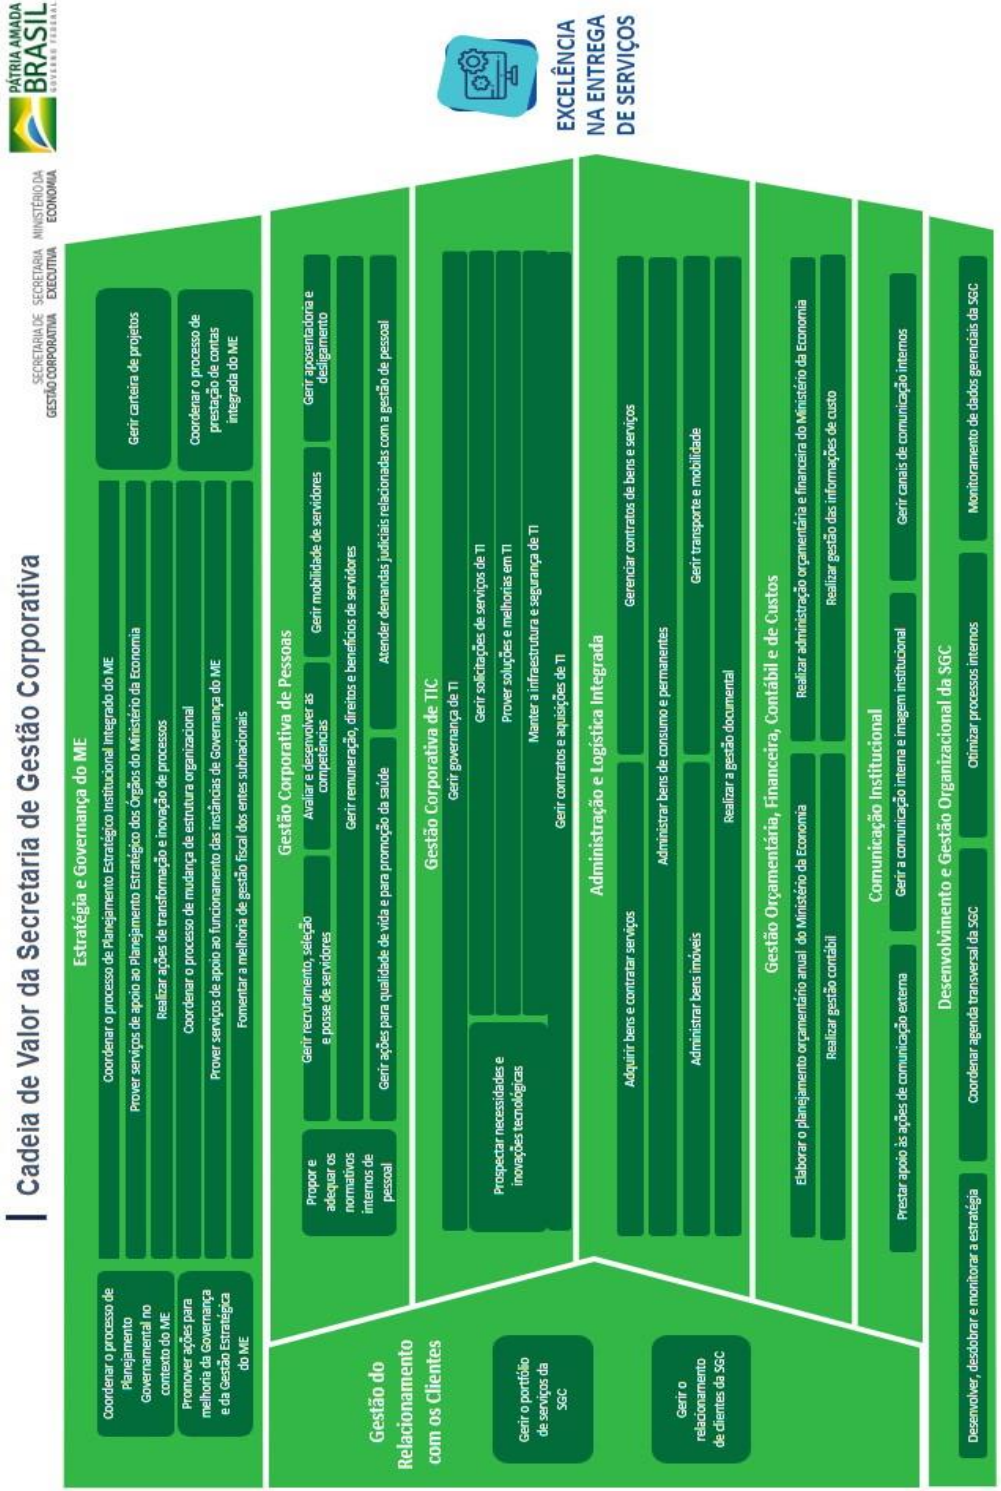 Cadeia de Valor da Secretaria de Gestão Corporativa
SECRETARIA DE
GESTÃO CORPORATIVA
SECRETARIA
EXECUTIVA
MINISTÉRIO DA
ECONOMIA
PÁTRIA AMADA
BRASIL
GOVERNO FEDERAL
Estratégia e Governança do ME
Coordenar o processo de
Planejamento
Governamental no
contexto do ME
Promover ações para
melhoria da Governança
e da Gestão Estratégica
do ME
Coordenar o processo de Planejamento Estratégico Institucional Integrado do ME
Prover serviços de apoio ao Planejamento Estratégico dos Órgãos do Ministério da Economia
Realizar ações de transformação e inovação de processos
Coordenar o processo de mudança de estrutura organizacional
Prover serviços de apoio ao funcionamento das instâncias de Governança do ME
Fomentar a melhoria de gestão fiscal dos entes subnacionais
Gerir carteira de projetos
Coordenar o processo de
prestação de contas
integrada do ME
Gestão do
Relacionamento
com os Clientes
Gerir o portfólio
de serviços da
SGC
Gerir o
relacionamento
de clientes da SGC
Gestão Corporativa de Pessoas
Propor e
adequar os
normativos
internos de
pessoal
Gerir recrutamento, seleção
e posse de servidores
Avaliar e desenvolver as
competências
Gerir mobilidade de servidores
Gerir aposentadoria e
desligamento
Gerir remuneração, direitos e benefícios de servidores
Gerir ações para qualidade de vida e para promoção da saúde
Atender demandas judiciais relacionadas com a gestão de pessoal
Gestão Corporativa de TIC
Gerir governança de TI
Prospectar necessidades e
inovações tecnológicas
Gerir solicitações de serviços de TI
Prover soluções e melhorias em TI
Manter a infraestrutura e segurança de TI
Gerir contratos e aquisições de TI
Administração e Logística Integrada
Adquirir bens e contratar serviços
Gerenciar contratos de bens e serviços
Administrar bens de consumo e permanentes
Administrar bens imóveis
Gerir transporte e mobilidade
Realizar a gestão documental
Gestão Orçamentária, Financeira, Contábil e de Custos
Elaborar o planejamento orçamentário anual do Ministério da Economia
Realizar administração orçamentária e financeira do Ministério da Economia
Realizar gestão contábil
Realizar gestão das informações de custo
Comunicação Institucional
Prestar apoio às ações de comunicação externa
Gerir a comunicação interna e imagem institucional
Gerir canais de comunicação internos
Desenvolvimento e Gestão Organizacional da SGC
Desenvolver, desdobrar e monitorar a estratégia
Coordenar agenda transversal da SGC
Otimizar processos internos
Monitoramento de dados gerenciais da SGC
EXCELÊNCIA
NA ENTREGA
DE SERVIÇOS